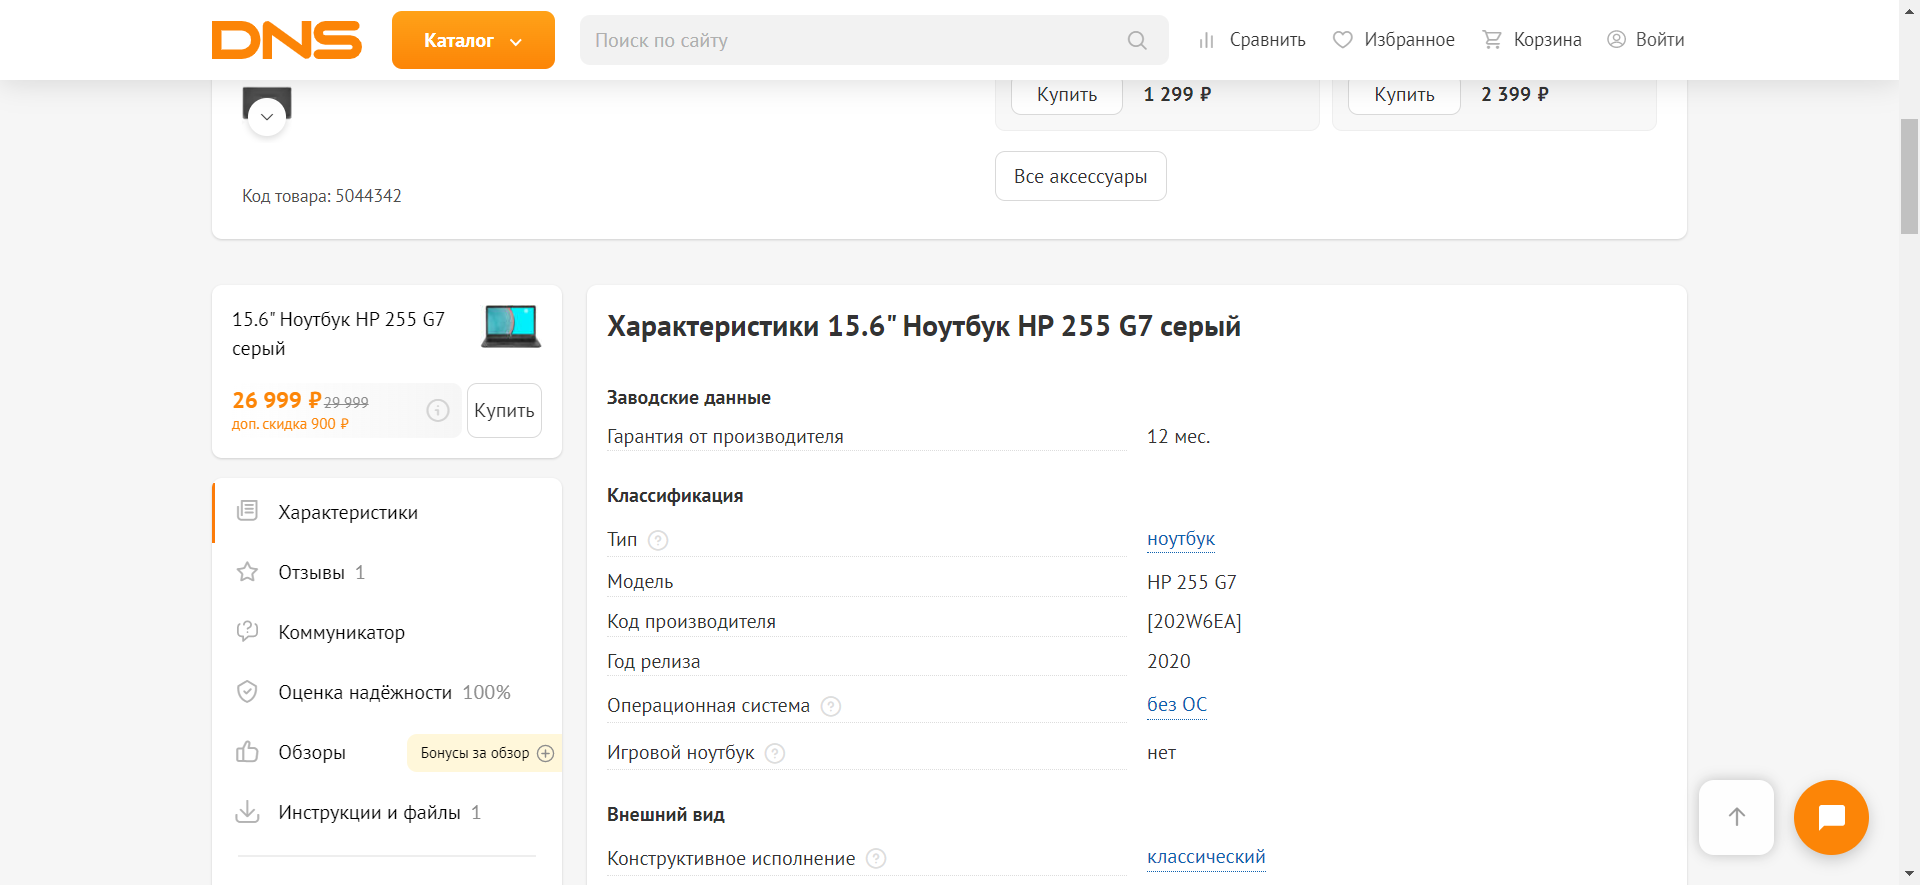 DNS
Каталог
Поиск по сайту
Сравнить
Избранное
Корзина
Войти
Купить
1 299 ₽
Купить
2 399 ₽
Все аксессуары
Код товара: 5044342
15.6" Ноутбук HP 255 G7
серый
26 999 ₽ 29 999
доп. скидка 900 ₽
Купить
Характеристики
Отзывы 1
Коммуникатор
Оценка надёжности 100%
Обзоры
Бонусы за обзор
Инструкции и файлы 1
Характеристики 15.6" Ноутбук HP 255 G7 серый
Заводские данные
Гарантия от производителя 12 мес.
Классификация
Тип ? ноутбук
Модель HP 255 G7
Код производителя [202W6EA]
Год релиза 2020
Операционная система ? без ОС
Игровой ноутбук ? нет
Внешний вид
Конструктивное исполнение ? классический